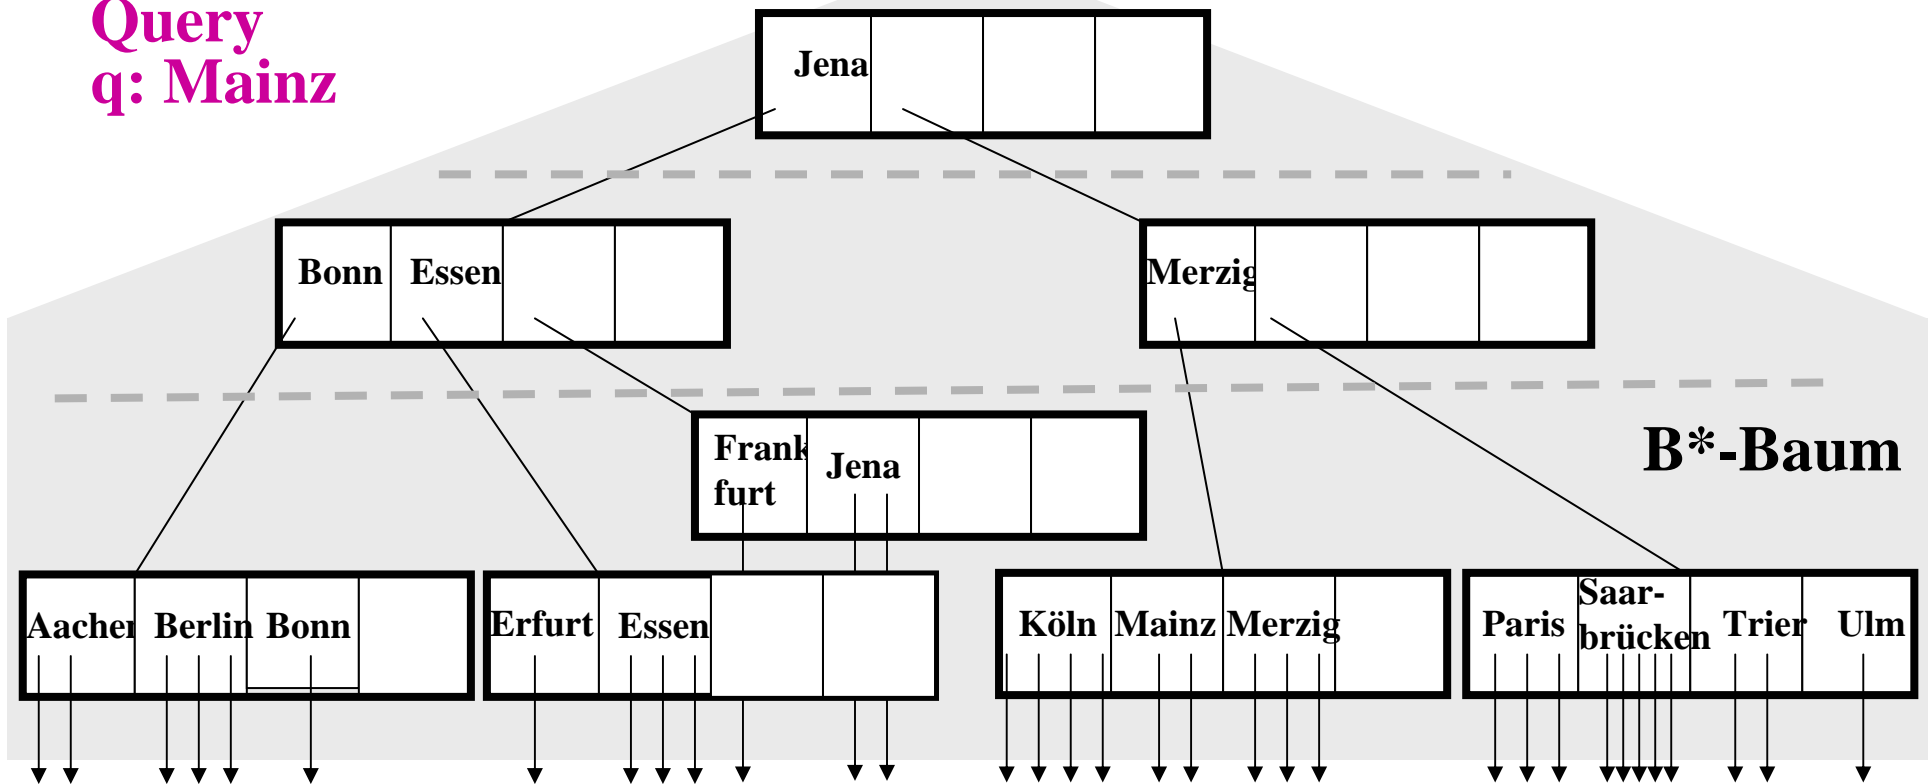 Query
q: Mainz
Jena
Bonn Essen
Merzig
Frank
furt
Jena
B*-Baum
Aachen Berlin Bonn
Erfurt Essen
Köln Mainz Merzig
Paris
Saar-
brücken
Trier Ulm